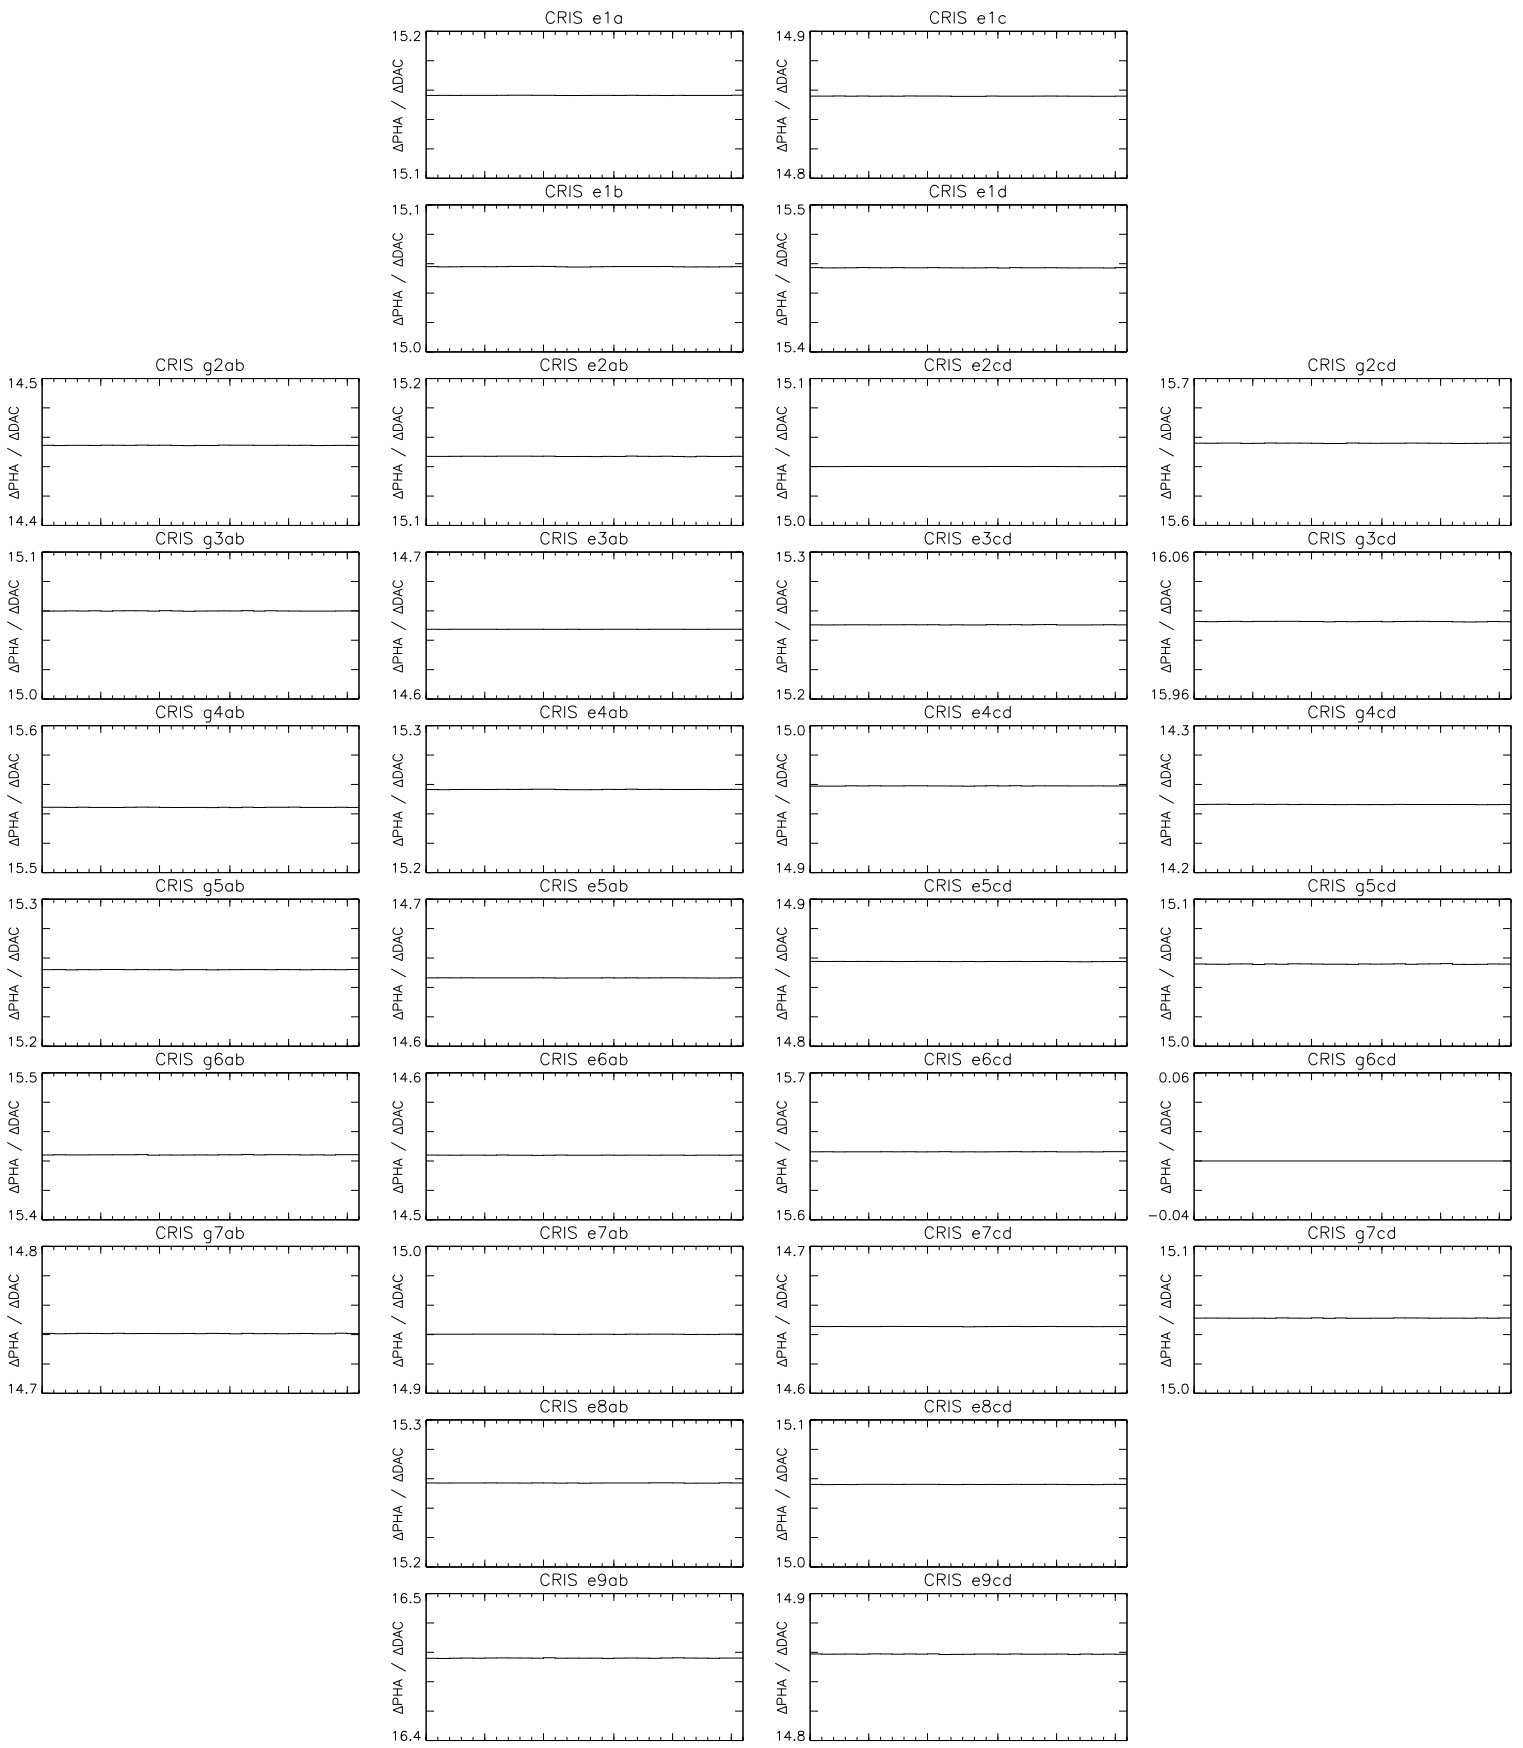 CRIS e1a
15.2
ΔPHA / ΔDAC
15.1
CRIS e1c
14.9
ΔPHA / ΔDAC
14.8
CRIS e1b
15.1
ΔPHA / ΔDAC
15.0
CRIS e1d
15.5
ΔPHA / ΔDAC
15.4
CRIS g2ab
14.5
ΔPHA / ΔDAC
14.4
CRIS e2ab
15.2
ΔPHA / ΔDAC
15.1
CRIS e2cd
15.1
ΔPHA / ΔDAC
15.0
CRIS g2cd
15.7
ΔPHA / ΔDAC
15.6
CRIS g3ab
15.1
ΔPHA / ΔDAC
15.0
CRIS e3ab
14.7
ΔPHA / ΔDAC
14.6
CRIS e3cd
15.3
ΔPHA / ΔDAC
15.2
CRIS g3cd
16.06
ΔPHA / ΔDAC
15.96
CRIS g4ab
15.6
ΔPHA / ΔDAC
15.5
CRIS e4ab
15.3
ΔPHA / ΔDAC
15.2
CRIS e4cd
15.0
ΔPHA / ΔDAC
14.9
CRIS g4cd
14.3
ΔPHA / ΔDAC
14.2
CRIS g5ab
15.3
ΔPHA / ΔDAC
15.2
CRIS e5ab
14.7
ΔPHA / ΔDAC
14.6
CRIS e5cd
14.9
ΔPHA / ΔDAC
14.8
CRIS g5cd
15.1
ΔPHA / ΔDAC
15.0
CRIS g6ab
15.5
ΔPHA / ΔDAC
15.4
CRIS e6ab
14.6
ΔPHA / ΔDAC
14.5
CRIS e6cd
15.7
ΔPHA / ΔDAC
15.6
CRIS g6cd
0.06
ΔPHA / ΔDAC
−0.04
CRIS g7ab
14.8
ΔPHA / ΔDAC
14.7
CRIS e7ab
15.0
ΔPHA / ΔDAC
14.9
CRIS e7cd
14.7
ΔPHA / ΔDAC
14.6
CRIS g7cd
15.1
ΔPHA / ΔDAC
15.0
CRIS e8ab
15.3
ΔPHA / ΔDAC
15.2
CRIS e8cd
15.1
ΔPHA / ΔDAC
15.0
CRIS e9ab
16.5
ΔPHA / ΔDAC
16.4
CRIS e9cd
14.9
ΔPHA / ΔDAC
14.8